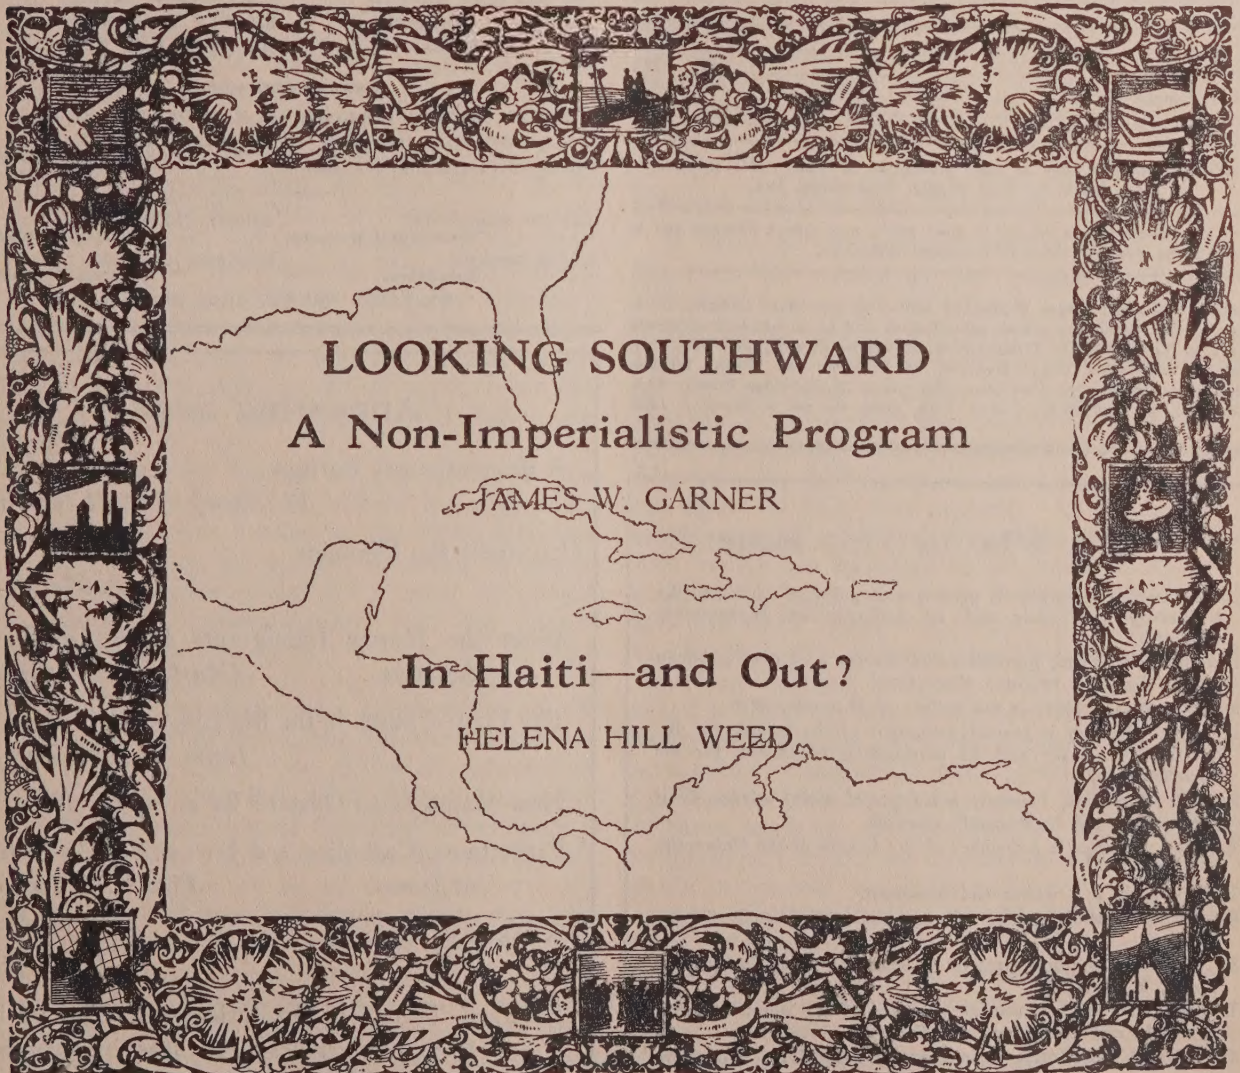 LOOKING SOUTHWARD
A Non-Imperialistic Program
JAMES W. GARNER
In Haiti—and Out?
HELENA HILL WEED